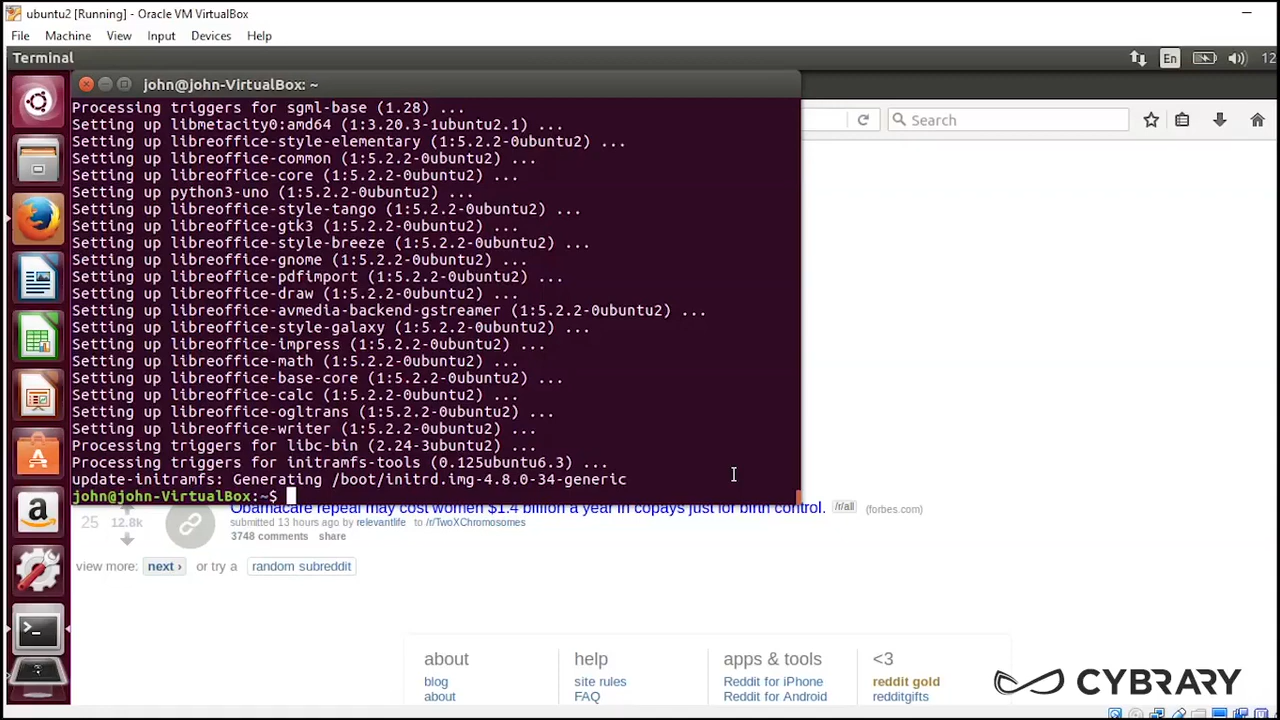 ubuntu2 [Running] - Oracle VM VirtualBox
File Machine View Input Devices Help
Terminal
En
12
john@john-VirtualBox: ~
Search
Processing triggers for sgml-base (1.28) ...
Setting up libmetacity0:amd64 (1:3.20.3-1ubuntu2.1) ...
Setting up libreoffice-style-elementary (1:5.2.2-0ubuntu2) ...
Setting up libreoffice-common (1:5.2.2-0ubuntu2) ...
Setting up libreoffice-core (1:5.2.2-0ubuntu2) ...
Setting up python3-uno (1:5.2.2-0ubuntu2) ...
Setting up libreoffice-style-tango (1:5.2.2-0ubuntu2) ...
Setting up libreoffice-gtk3 (1:5.2.2-0ubuntu2) ...
Setting up libreoffice-style-breeze (1:5.2.2-0ubuntu2) ...
Setting up libreoffice-gnome (1:5.2.2-0ubuntu2) ...
Setting up libreoffice-pdfimport (1:5.2.2-0ubuntu2) ...
Setting up libreoffice-draw (1:5.2.2-0ubuntu2) ...
Setting up libreoffice-avmedia-backend-gstreamer (1:5.2.2-0ubuntu2) ...
Setting up libreoffice-style-galaxy (1:5.2.2-0ubuntu2) ...
Setting up libreoffice-impress (1:5.2.2-0ubuntu2) ...
Setting up libreoffice-math (1:5.2.2-0ubuntu2) ...
Setting up libreoffice-base-core (1:5.2.2-0ubuntu2) ...
Setting up libreoffice-calc (1:5.2.2-0ubuntu2) ...
Setting up libreoffice-ogltrans (1:5.2.2-0ubuntu2) ...
Setting up libreoffice-writer (1:5.2.2-0ubuntu2) ...
Processing triggers for libc-bin (2.24-3ubuntu2) ...
Processing triggers for initramfs-tools (0.125ubuntu6.3) ...
update-initramfs: Generating /boot/initrd.img-4.8.0-34-generic
john@john-VirtualBox:~$
Obamacare repeal may cost women $1.4 billion a year in copays just for birth control. /r/all (forbes.com)
25 12.8k
submitted 13 hours ago by relevantlife to /r/TwoXChromosomes
3748 comments share
view more: next › or try a random subreddit
about help apps & tools <3
blog site rules Reddit for iPhone reddit gold
about FAQ Reddit for Android redditgifts
CYBRARY